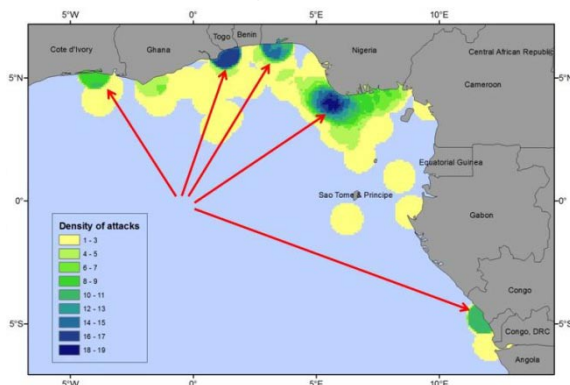 5°W 0° 5°E 10°E
Togo Benin
Cote d'Ivory Ghana Nigeria
Central African Republic
5°N 5°N
Cameroon
Equatorial Guinea
0° Sao Tome & Principe 0°
Gabon
Density of attacks
1 - 3
4 - 5
6 - 7
8 - 9
10 - 11
12 - 13
14 - 15
16 - 17
18 - 19
Congo
5°S 5°S
Congo, DRC
Angola
5°W 0° 5°E 10°E